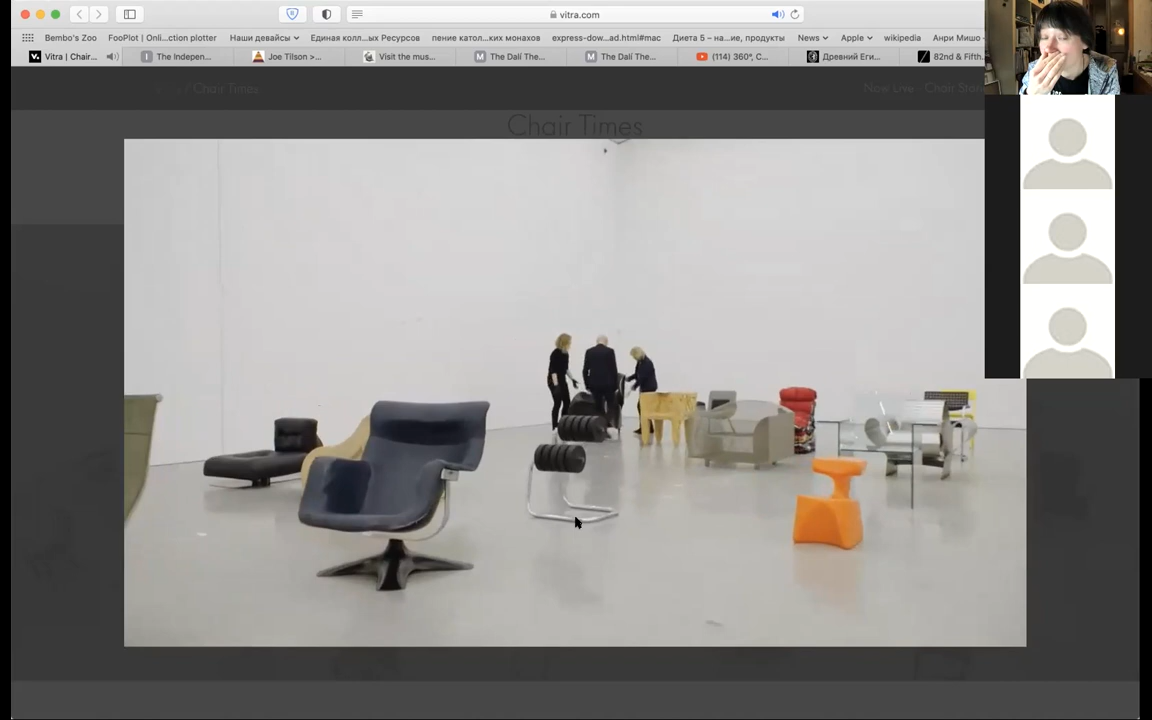 vitra.com
Bembo's Zoo FooPlot | Onli...ction plotter Наши девайсы Единая колл...ых Ресурсов пение катол...ких монахов express-dow...ad.html#mac Диета 5 – на...ие, продукты News Apple wikipedia Анри Мишо
Vitra | Chair... The Indepen... Joe Tilson >... Visit the mus... The Dalí The... The Dalí The... (114) 360°, C... Древний Еги... 82nd & Fifth.
/ Chair Times
Now Live
Chair
Chair Times